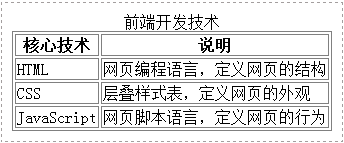 前端开发技术
核心技术 说明
HTML 网页编程语言，定义网页的结构
CSS 层叠样式表，定义网页的外观
JavaScript 网页脚本语言，定义网页的行为